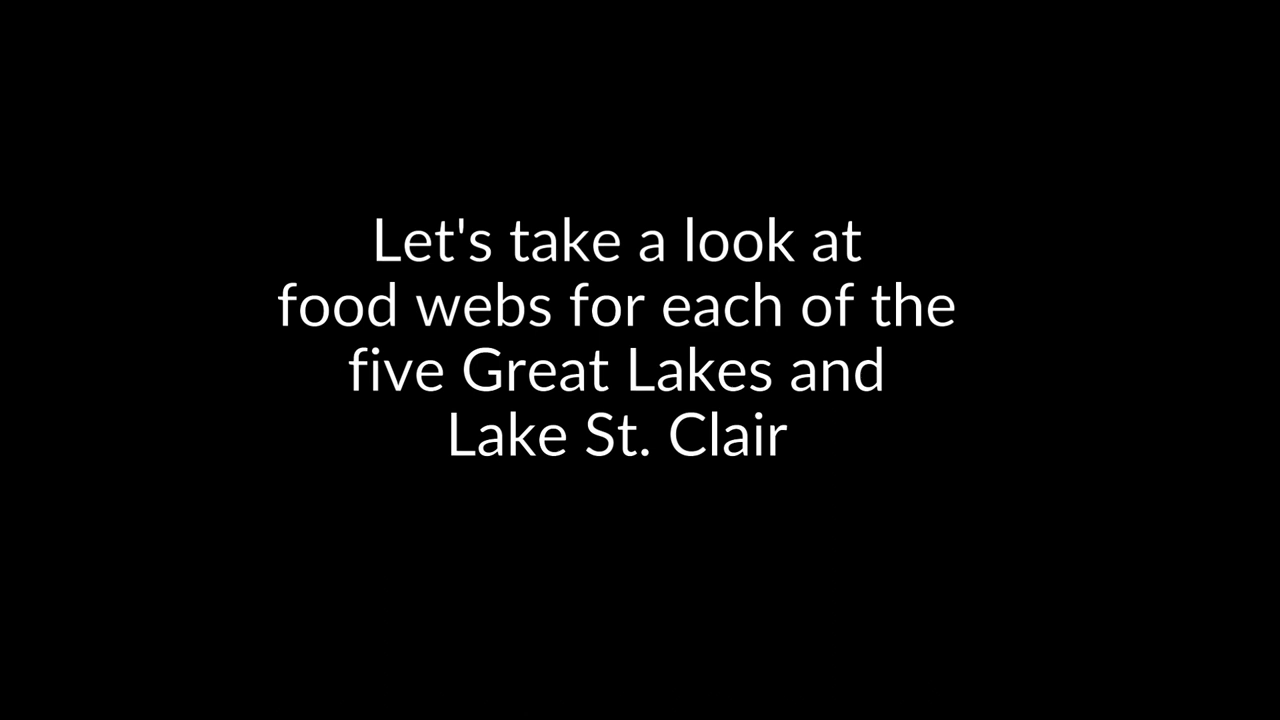 Let's take a look at
food webs for each of the
five Great Lakes and
Lake St. Clair